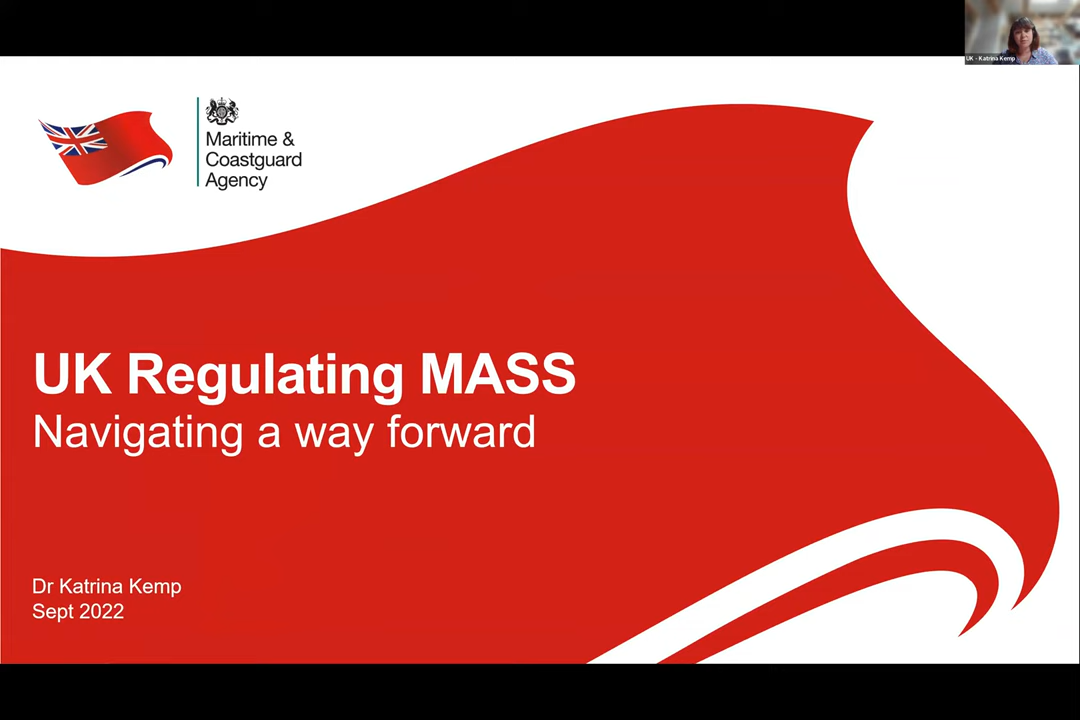 UK - Katrina Kemp
Maritime &
Coastguard
Agency
UK Regulating MASS
Navigating a way forward
Dr Katrina Kemp
Sept 2022